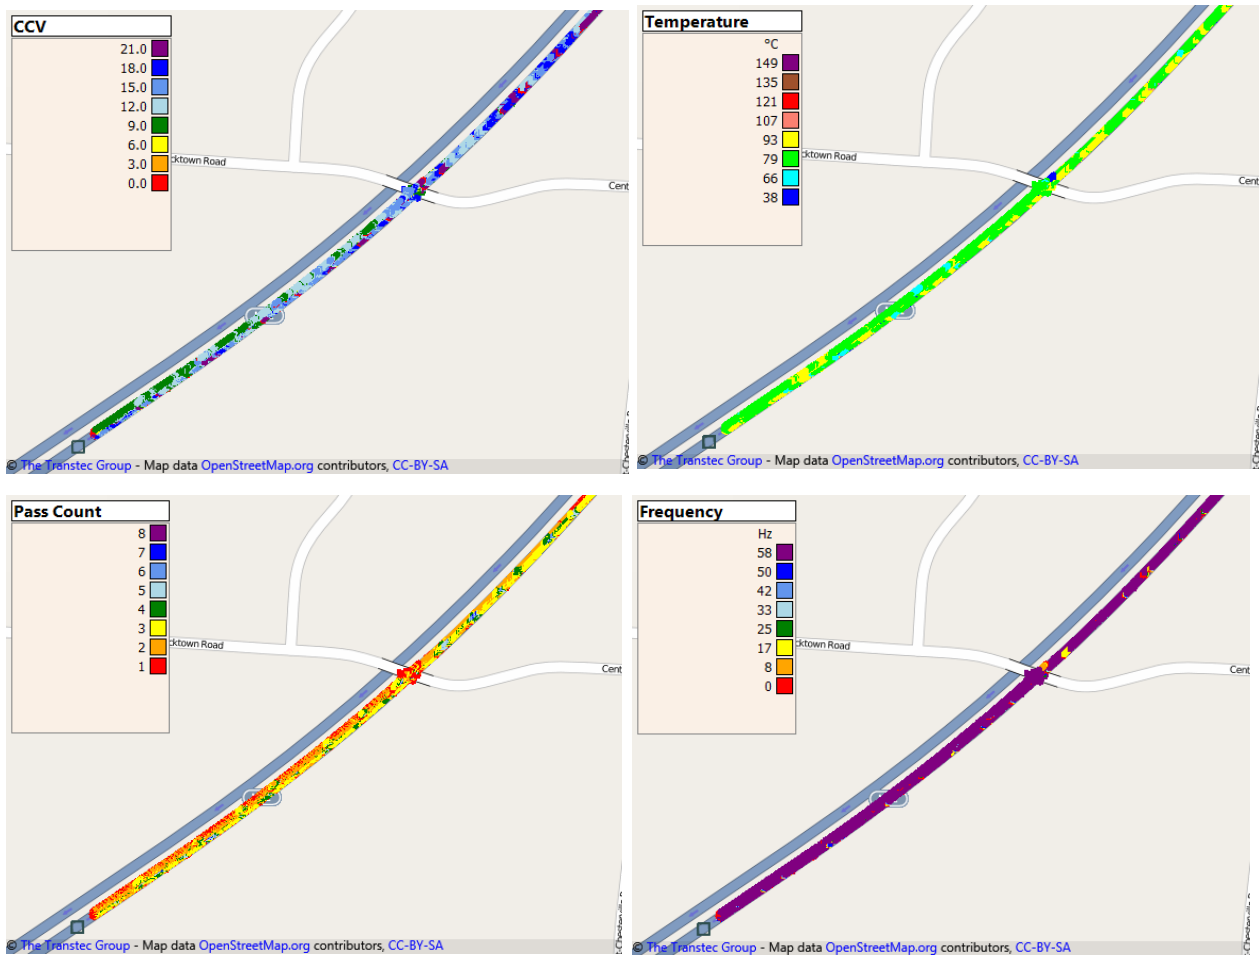 CCV
21.0
18.0
15.0
12.0
9.0
6.0
3.0
0.0
cktown Road
Cent
© The Transtec Group - Map data OpenStreetMap.org contributors, CC-BY-SA
Temperature
°C
149
135
121
107
93
79
66
38
cktown Road
Cent
© The Transtec Group - Map data OpenStreetMap.org contributors, CC-BY-SA
Pass Count
8
7
6
5
4
3
2
1
cktown Road
Cent
© The Transtec Group - Map data OpenStreetMap.org contributors, CC-BY-SA
Frequency
Hz
58
50
42
33
25
17
8
0
cktown Road
Cent
© The Transtec Group - Map data OpenStreetMap.org contributors, CC-BY-SA